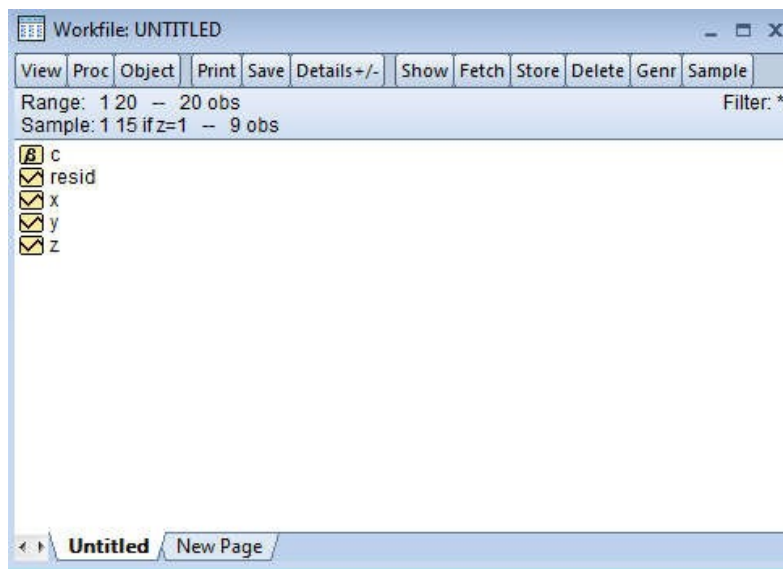 Workfile: UNTITLED
View Proc Object Print Save Details+/- Show Fetch Store Delete Genr Sample
Range: 1 20 -- 20 obs Filter: *
Sample: 1 15 if z=1 -- 9 obs
β c
resid
x
y
z
Untitled New Page